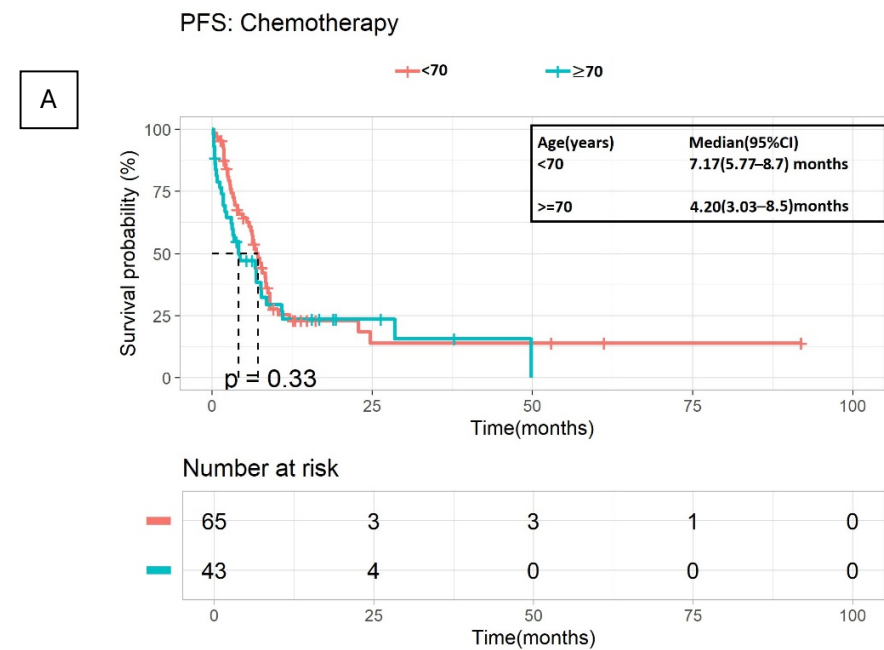 PFS: Chemotherapy
A
<70 ≥70
Age(years) Median(95%CI)
<70 7.17(5.77–8.7) months
>=70 4.20(3.03–8.5)months
Survival probability (%)
100
75
50
25
0
p = 0.33
0 25 50 75 100
Time(months)
Number at risk
65 3 3 1 0
43 4 0 0 0
0 25 50 75 100
Time(months)